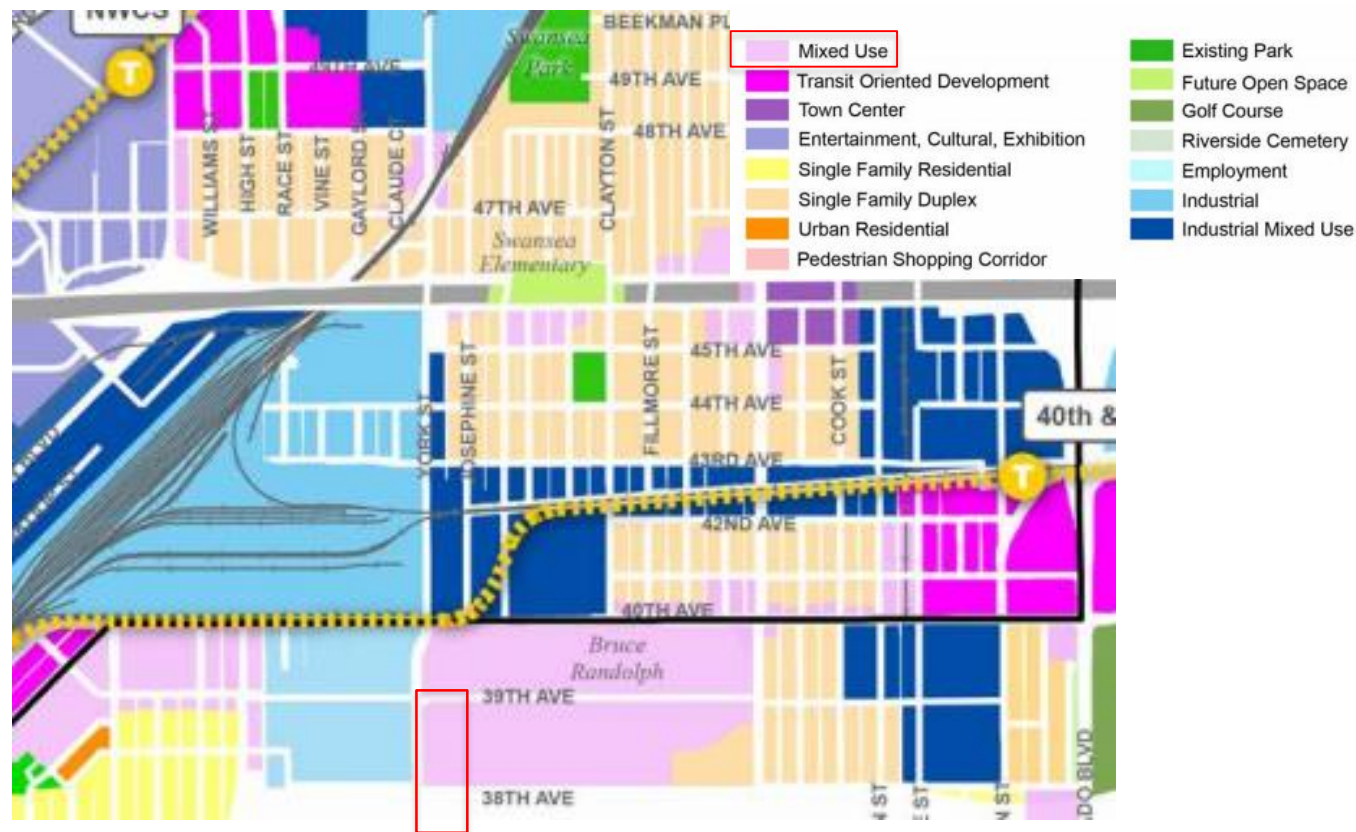 NWCS
T
Swansea
Park
BEEKMAN PL
49TH AVE
48TH AVE
WILLIAMS ST
HIGH ST
RACE ST
VINE ST
GAYLORD ST
CLAUDE CT
CLAYTON ST
47TH AVE
Swansea
Elementary
Mixed Use
Transit Oriented Development
Town Center
Entertainment, Cultural, Exhibition
Single Family Residential
Single Family Duplex
Urban Residential
Pedestrian Shopping Corridor
Existing Park
Future Open Space
Golf Course
Riverside Cemetery
Employment
Industrial
Industrial Mixed Use
YORK ST
JOSEPHINE ST
FILLMORE ST
COOK ST
45TH AVE
44TH AVE
43RD AVE
40th &
T
42ND AVE
40TH AVE
Bruce
Randolph
39TH AVE
38TH AVE